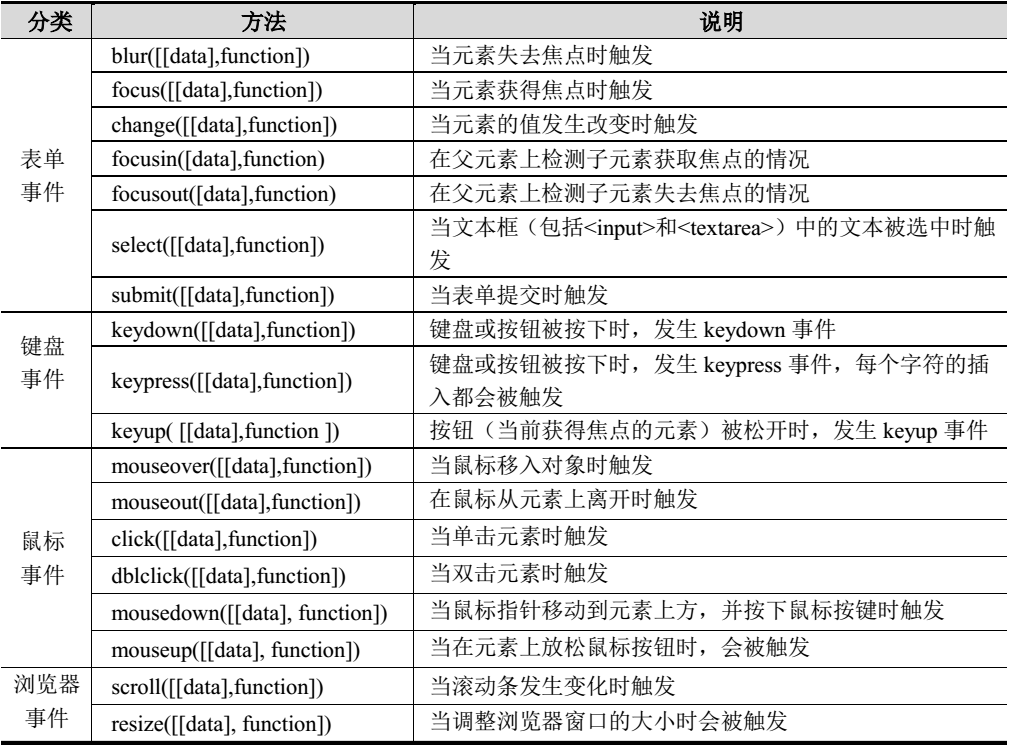 分类 方法 说明
表单
事件
blur([[data],function]) 当元素失去焦点时触发
focus([[data],function]) 当元素获得焦点时触发
change([[data],function]) 当元素的值发生改变时触发
focusin([data],function) 在父元素上检测子元素获取焦点的情况
focusout([data],function) 在父元素上检测子元素失去焦点的情况
select([[data],function]) 当文本框（包括<input>和<textarea>）中的文本被选中时触
发
submit([[data],function]) 当表单提交时触发
键盘
事件
keydown([[data],function]) 键盘或按钮被按下时，发生 keydown 事件
keypress([[data],function]) 键盘或按钮被按下时，发生 keypress 事件，每个字符的插
入都会被触发
keyup( [[data],function ]) 按钮（当前获得焦点的元素）被松开时，发生 keyup 事件
鼠标
事件
mouseover([[data],function]) 当鼠标移入对象时触发
mouseout([[data],function]) 在鼠标从元素上离开时触发
click([[data],function]) 当单击元素时触发
dblclick([[data],function]) 当双击元素时触发
mousedown([[data], function]) 当鼠标指针移动到元素上方，并按下鼠标按键时触发
mouseup([[data], function]) 当在元素上放松鼠标按钮时，会被触发
浏览器
事件
scroll([[data],function]) 当滚动条发生变化时触发
resize([[data], function]) 当调整浏览器窗口的大小时会被触发